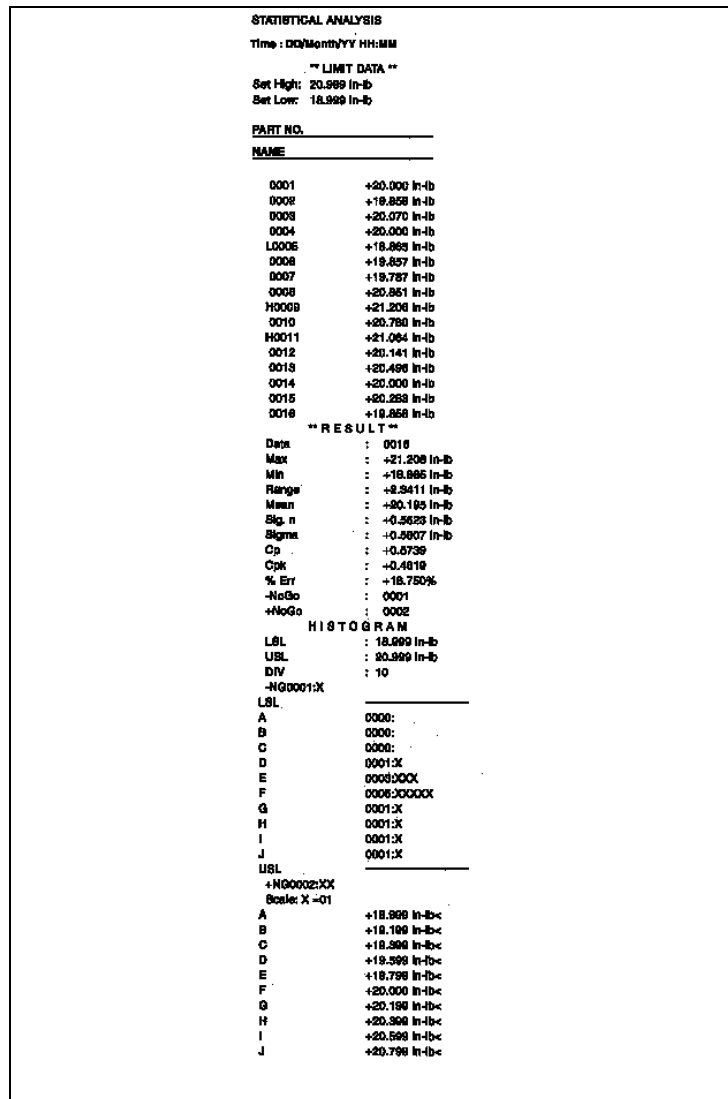 STATISTICAL ANALYSIS
Time : DD/Month/YY HH:MM
** LIMIT DATA **
Set High: 20.999 in-lb
Set Low: 18.999 in-lb
PART NO.
NAME
0001 +20.000 in-lb
0002 +19.858 in-lb
0003 +20.070 in-lb
0004 +20.000 in-lb
L0005 +18.865 in-lb
0006 +19.857 in-lb
0007 +19.787 in-lb
0008 +20.851 in-lb
H0009 +21.206 in-lb
0010 +20.780 in-lb
H0011 +21.064 in-lb
0012 +20.141 in-lb
0013 +20.496 in-lb
0014 +20.000 in-lb
0015 +20.283 in-lb
0016 +19.858 in-lb
** R E S U L T **
Data : 0016
Max : +21.206 in-lb
Min : +18.865 in-lb
Range : +2.3411 in-lb
Mean : +20.195 in-lb
Sig. n : +0.5623 in-lb
Sigma : +0.5807 in-lb
Cp : +0.5739
Cpk : +0.4619
% Err : +18.750%
-NoGo : 0001
+NoGo : 0002
H I S T O G R A M
LSL : 18.999 in-lb
USL : 20.999 in-lb
DIV : 10
-NG0001:X
LSL
A 0000:
B 0000:
C 0000:
D 0001:X
E 0003:XXX
F 0005:XXXXX
G 0001:X
H 0001:X
I 0001:X
J 0001:X
USL
+NG0002:XX
Scale: X =01
A +18.999 in-lb<
B +19.199 in-lb<
C +19.399 in-lb<
D +19.599 in-lb<
E in-lb<
F +20.000 in-lb<
G +20.199 in-lb<
H +20.399 in-lb<
I +20.599 in-lb<
J +20.799 in-lb<